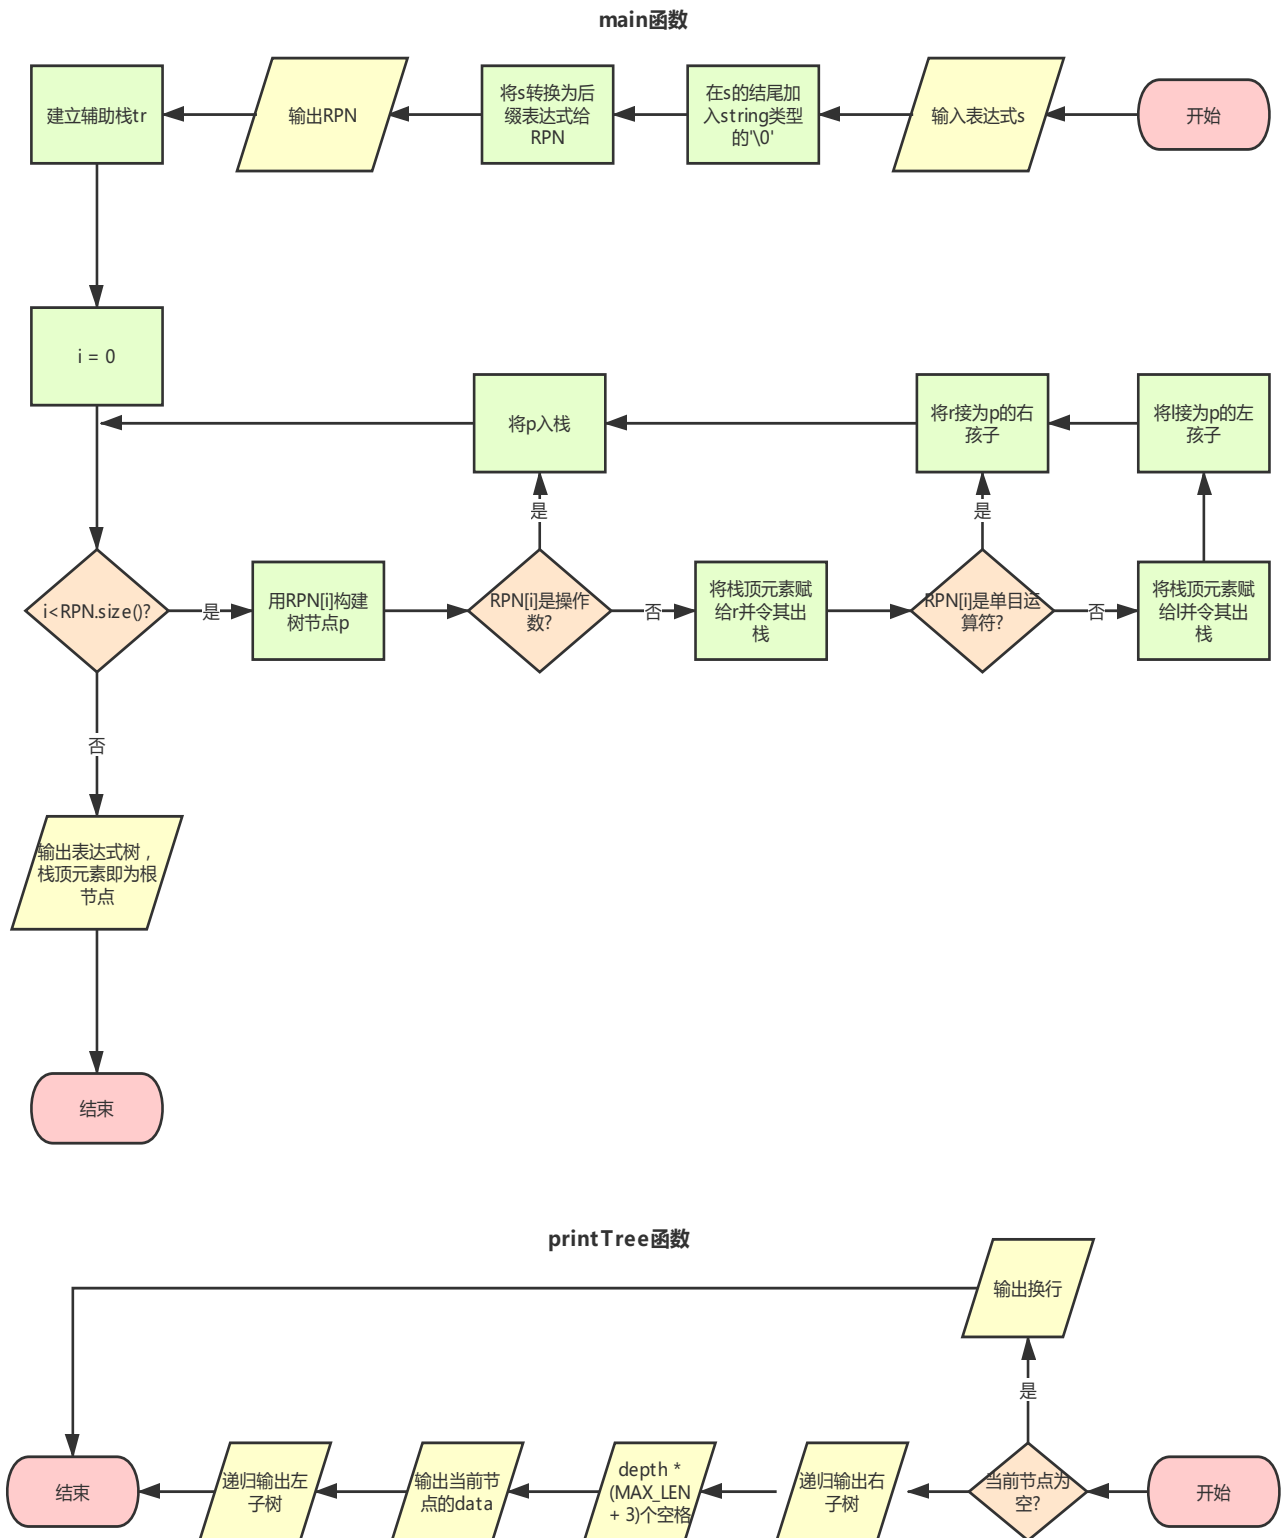 main函数
开始
输入表达式s
在s的结尾加
入string类型
的'\0'
将s转换为后
缀表达式给
RPN
输出RPN
建立辅助栈tr
i = 0
i<RPN.size()?
是
用RPN[i]构建
树节点p
RPN[i]是操作
数?
是
将p入栈
否
将栈顶元素赋
给r并令其出
栈
RPN[i]是单目运
算符?
是
将r接为p的右
孩子
否
将栈顶元素赋
给l并令其出
栈
将l接为p的左
孩子
否
输出表达式树，
栈顶元素即为根
节点
结束
printTree函数
开始
当前节点为
空?
是
输出换行
递归输出右
子树
depth *
(MAX_LEN
+ 3)个空格
输出当前节
点的data
递归输出左
子树
结束